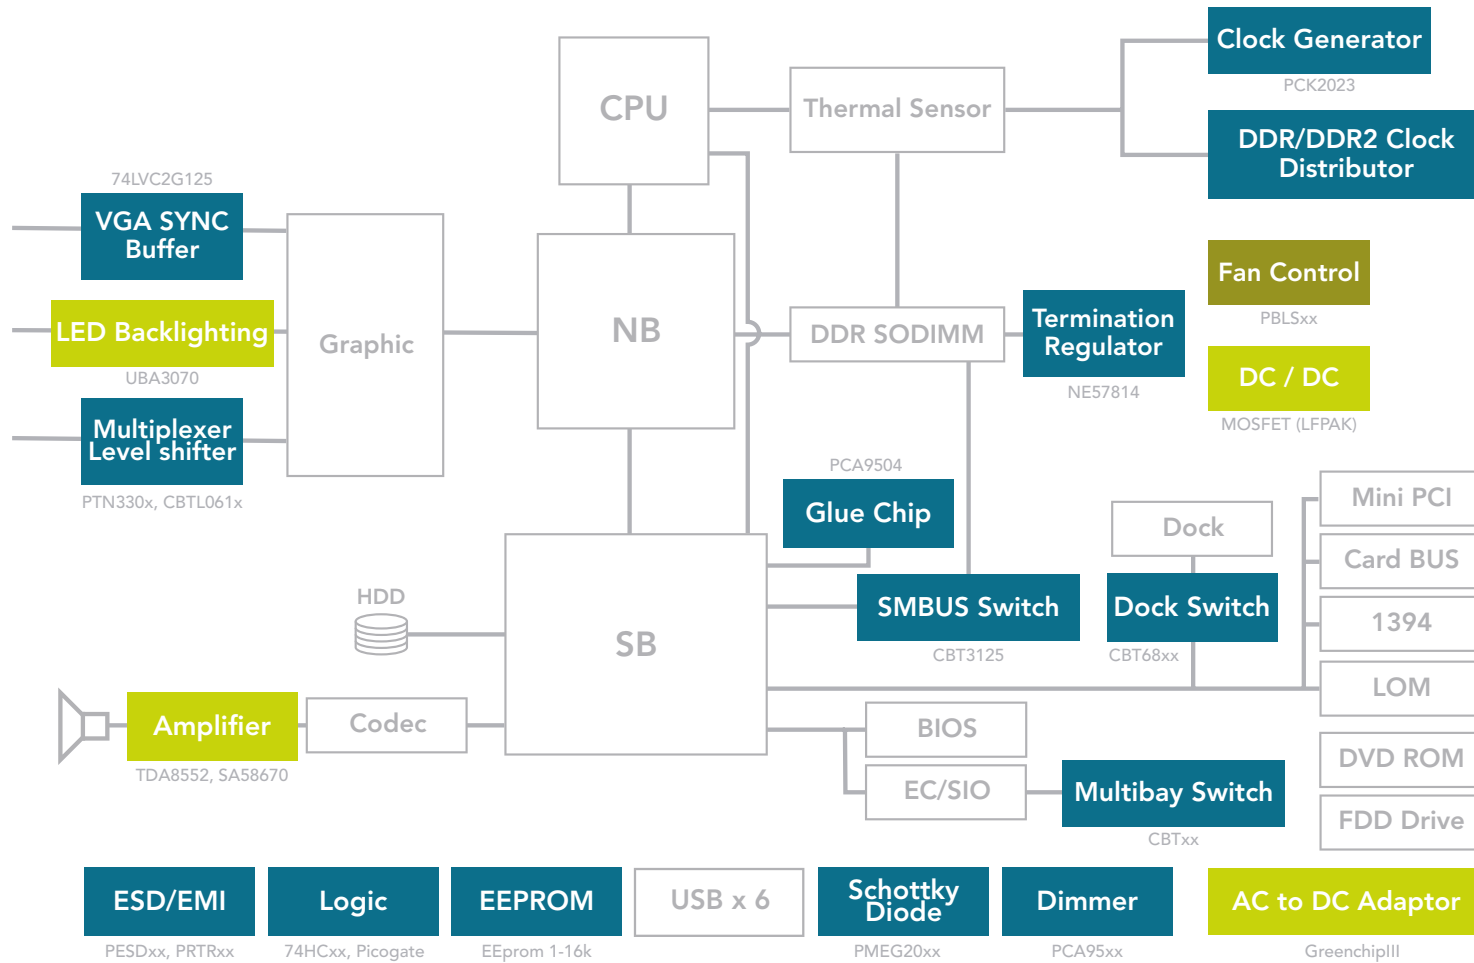 Clock Generator
PCK2023
CPU
Thermal Sensor
DDR/DDR2 Clock
Distributor
74LVC2G125
VGA SYNC
Buffer
Fan Control
PBLSxx
LED Backlighting
UBA3070
Graphic
NB
DDR SODIMM
Termination
Regulator
NE57814
DC / DC
MOSFET (LFPAK)
Multiplexer
Level shifter
PTN330x, CBTL061x
PCA9504
Glue Chip
Dock
Mini PCI
Card BUS
HDD
SB
SMBUS Switch
CBT3125
Dock Switch
CBT68xx
1394
LOM
Amplifier
TDA8552, SA58670
Codec
BIOS
EC/SIO
Multibay Switch
CBTxx
DVD ROM
FDD Drive
ESD/EMI
PESDxx, PRTRxx
Logic
74HCxx, Picogate
EEPROM
EEprom 1-16k
USB x 6
Schottky
Diode
PMEG20xx
Dimmer
PCA95xx
AC to DC Adaptor
GreenchipIII